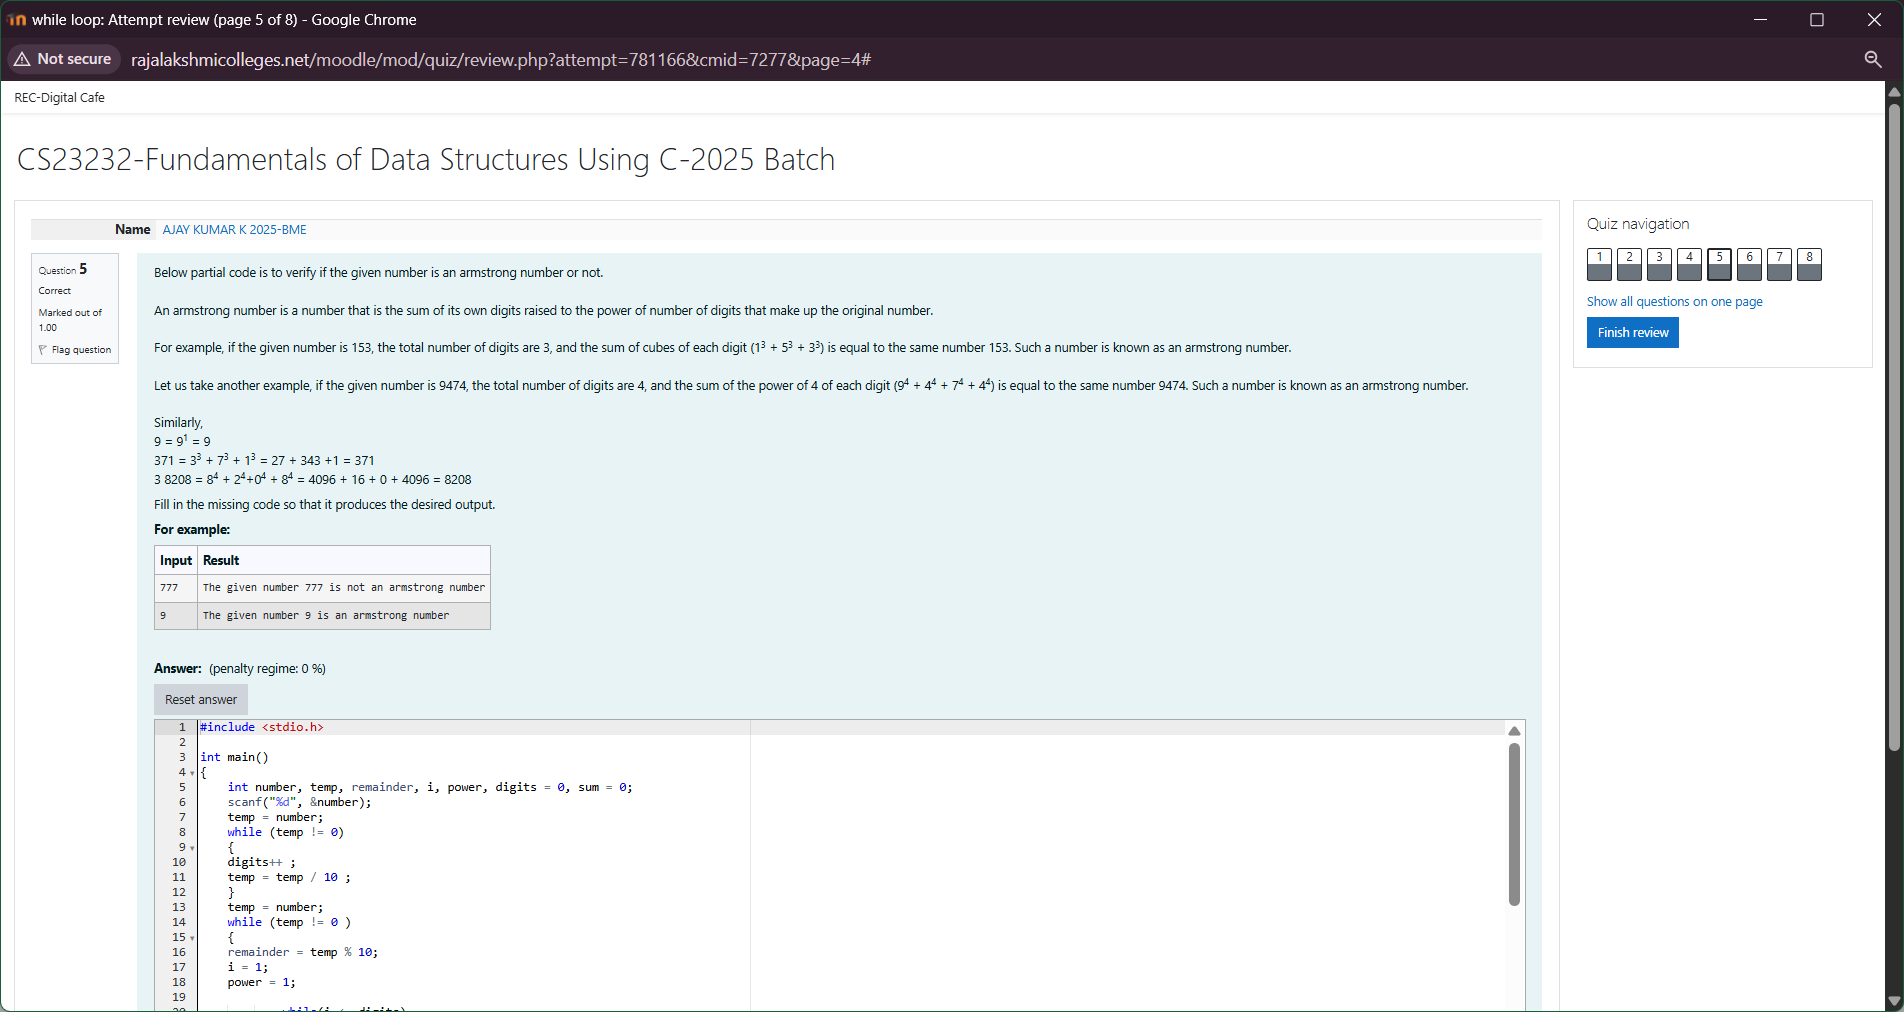 while loop: Attempt review (page 5 of 8) - Google Chrome
Not secure
rajalakshmicolleges.net/moodle/mod/quiz/review.php?attempt=781166&cmid=7277&page=4#
REC-Digital Cafe
CS23232-Fundamentals of Data Structures Using C-2025 Batch
Name AJAY KUMAR K 2025-BME
Question 5
Correct
Marked out of
1.00
Flag question
Below partial code is to verify if the given number is an armstrong number or not.
An armstrong number is a number that is the sum of its own digits raised to the power of number of digits that make up the original number.
For example, if the given number is 153, the total number of digits are 3, and the sum of cubes of each digit (1³ + 5³ + 3³) is equal to the same number 153. Such a number is known as an armstrong number.
Let us take another example, if the given number is 9474, the total number of digits are 4, and the sum of the power of 4 of each digit (9⁴ + 4⁴ + 7⁴ + 4⁴) is equal to the same number 9474. Such a number is known as an armstrong number.
Similarly,
9 = 9¹ = 9
371 = 3³ + 7³ + 1³ = 27 + 343 +1 = 371
3 8208 = 8⁴ + 2⁴+0⁴ + 8⁴ = 4096 + 16 + 0 + 4096 = 8208
Fill in the missing code so that it produces the desired output.
For example:
Input Result
777 The given number 777 is not an armstrong number
9 The given number 9 is an armstrong number
Answer: (penalty regime: 0 %)
Reset answer
1 #include <stdio.h>
2
3 int main()
4 {
5 int number, temp, remainder, i, power, digits = 0, sum = 0;
6 scanf("%d", &number);
7 temp = number;
8 while (temp != 0)
9 {
10 digits++ ;
11 temp = temp / 10 ;
12 }
13 temp = number;
14 while (temp != 0 )
15 {
16 remainder = temp % 10;
17 i = 1;
18 power = 1;
19
Quiz navigation
1 2 3 4 5 6 7 8
Show all questions on one page
Finish review